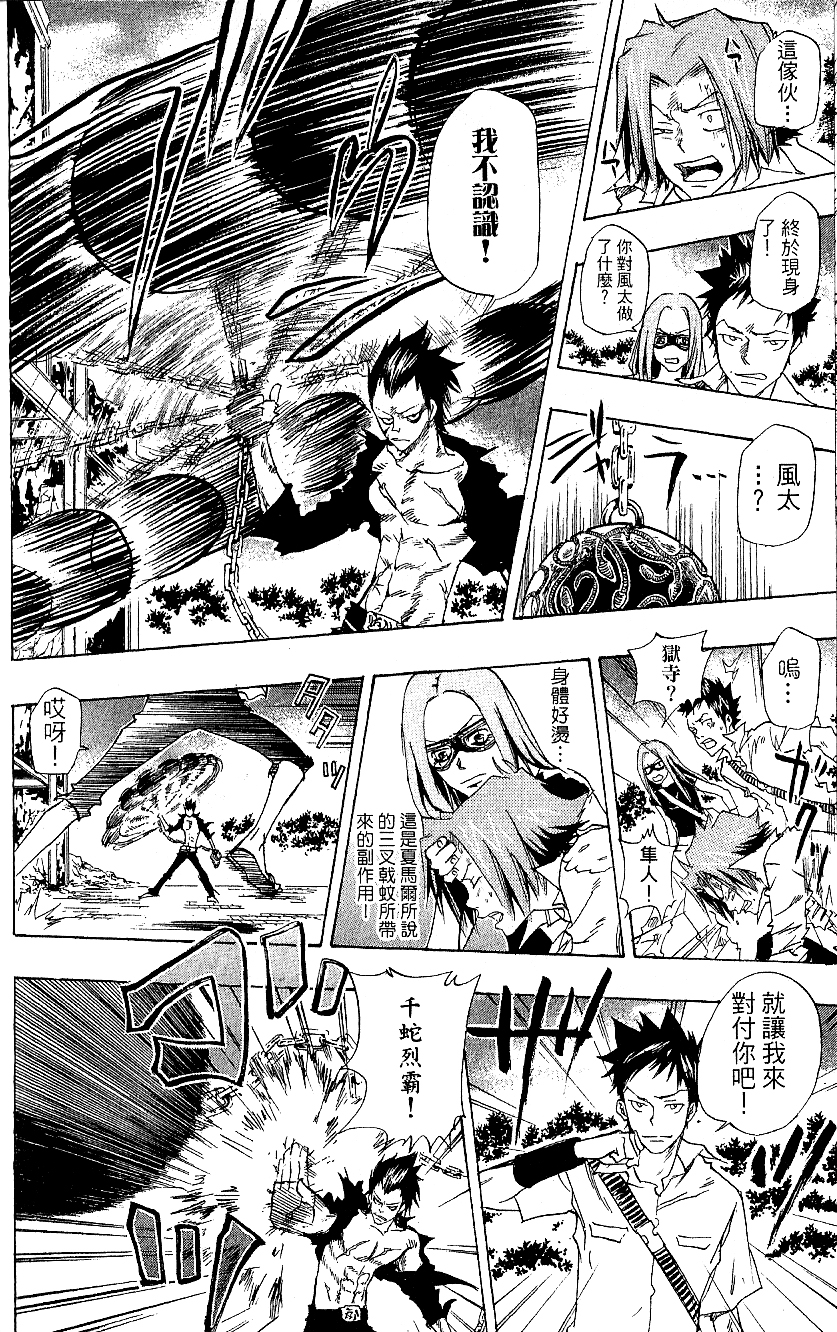 這傢伙…
終於現身
了！
你對風太做
了什麼？
風太
…？
我不認識！
嗚…
獄寺？
隼人！
身體好燙…
這是夏馬爾所說
的三叉戟蚊所帶
來的副作用！
哎呀！
就讓我來
對付你吧！
千蛇烈霸！